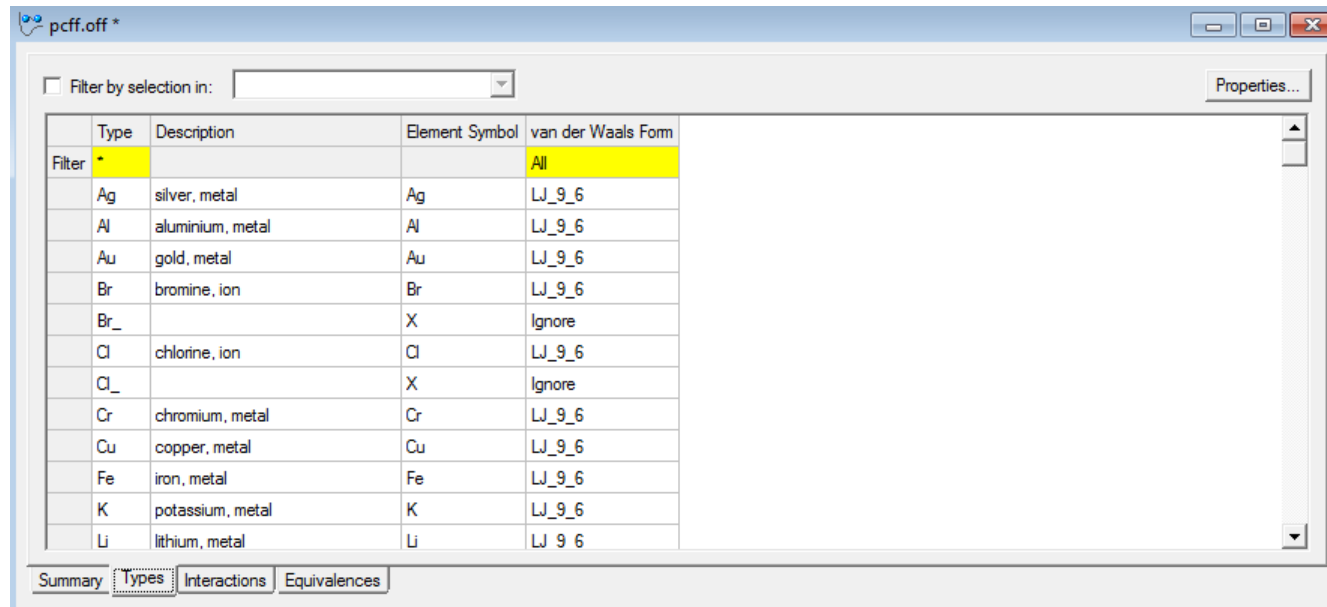 pcff.off *
Filter by selection in:
Properties...
Type Description Element Symbol van der Waals Form
Filter * All
Ag silver, metal Ag LJ_9_6
Al aluminium, metal Al LJ_9_6
Au gold, metal Au LJ_9_6
Br bromine, ion Br LJ_9_6
Br_ X Ignore
Cl chlorine, ion Cl LJ_9_6
Cl_ X Ignore
Cr chromium, metal Cr LJ_9_6
Cu copper, metal Cu LJ_9_6
Fe iron, metal Fe LJ_9_6
K potassium, metal K LJ_9_6
Li lithium, metal Li LJ_9_6
Summary Types Interactions Equivalences